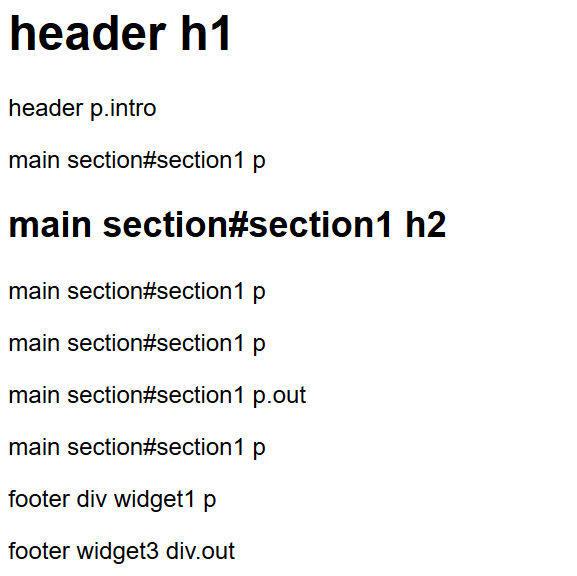 header h1
header p.intro
main section#section1 p
main section#section1 h2
main section#section1 p
main section#section1 p
main section#section1 p.out
main section#section1 p
footer div widget1 p
footer widget3 div.out